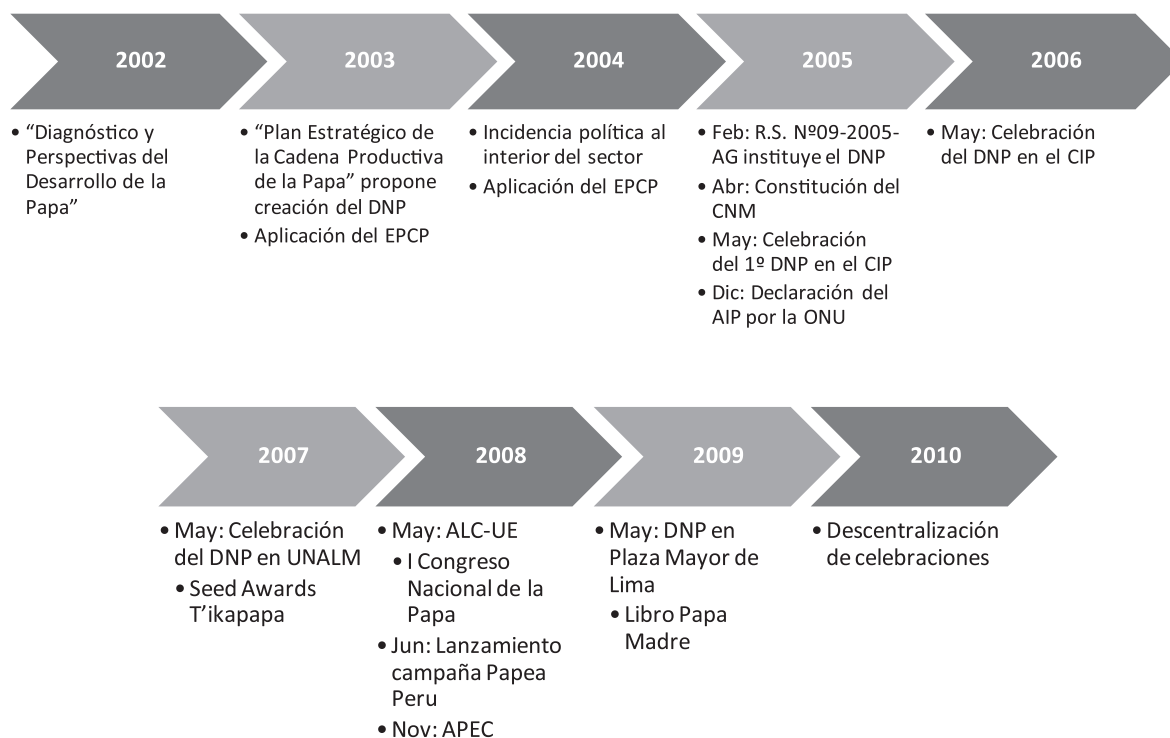 2002
• “Diagnóstico y
Perspectivas del
Desarrollo de la
Papa”
2003
• “Plan Estratégico de
la Cadena Productiva
de la Papa” propone
creación del DNP
• Aplicación del EPCP
2004
• Incidencia política al
interior del sector
• Aplicación del EPCP
2005
• Feb: R.S. Nº09-2005-
AG instituye el DNP
• Abr: Constitución del
CNM
• May: Celebración
del 1º DNP en el CIP
• Dic: Declaración del
AIP por la ONU
2006
• May: Celebración
del DNP en el CIP
2007
• May: Celebración
del DNP en UNALM
• Seed Awards
T’ikapapa
2008
• May: ALC-UE
• I Congreso
Nacional de la
Papa
• Jun: Lanzamiento
campaña Papea
Peru
• Nov: APEC
2009
• May: DNP en
Plaza Mayor de
Lima
• Libro Papa
Madre
2010
• Descentralización
de celebraciones